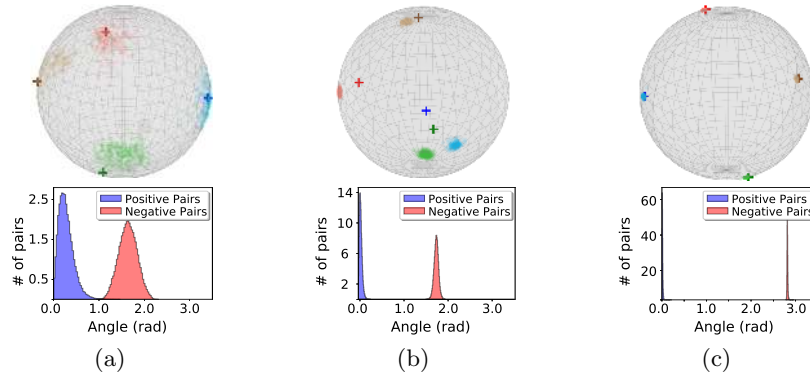 2.5
1.5
0.5
# of pairs
Positive Pairs
Negative Pairs
0.0 1.0 2.0 3.0
Angle (rad)
(a)
14
10
6
2
# of pairs
Positive Pairs
Negative Pairs
0.0 1.0 2.0 3.0
Angle (rad)
(b)
60
40
20
# of pairs
Positive Pairs
Negative Pairs
0.0 1.0 2.0 3.0
Angle (rad)
(c)